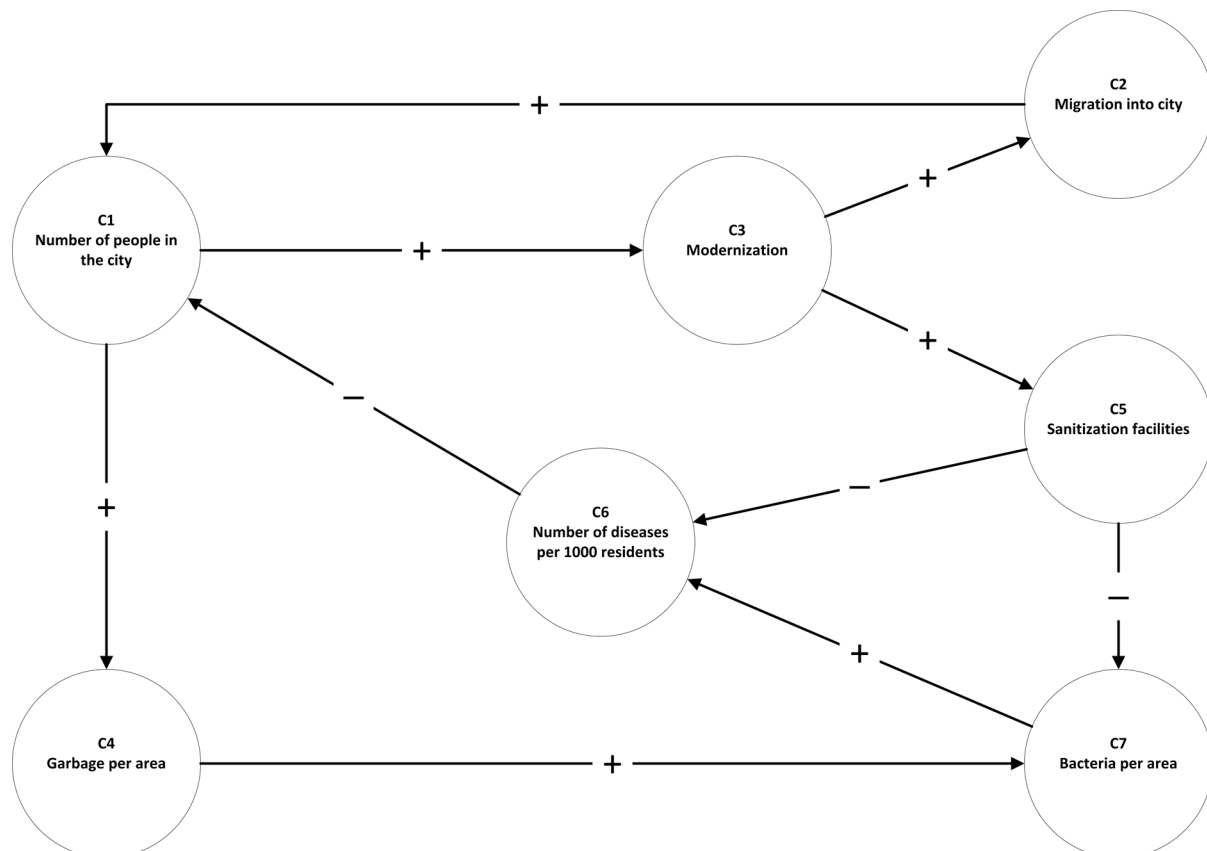 C2
Migration into city
+
C1
Number of people in
the city
+
C3
Modernization
+
+
C5
Sanitization facilities
−
−
C6
Number of diseases
per 1000 residents
+
−
+
C4
Garbage per area
+
C7
Bacteria per area